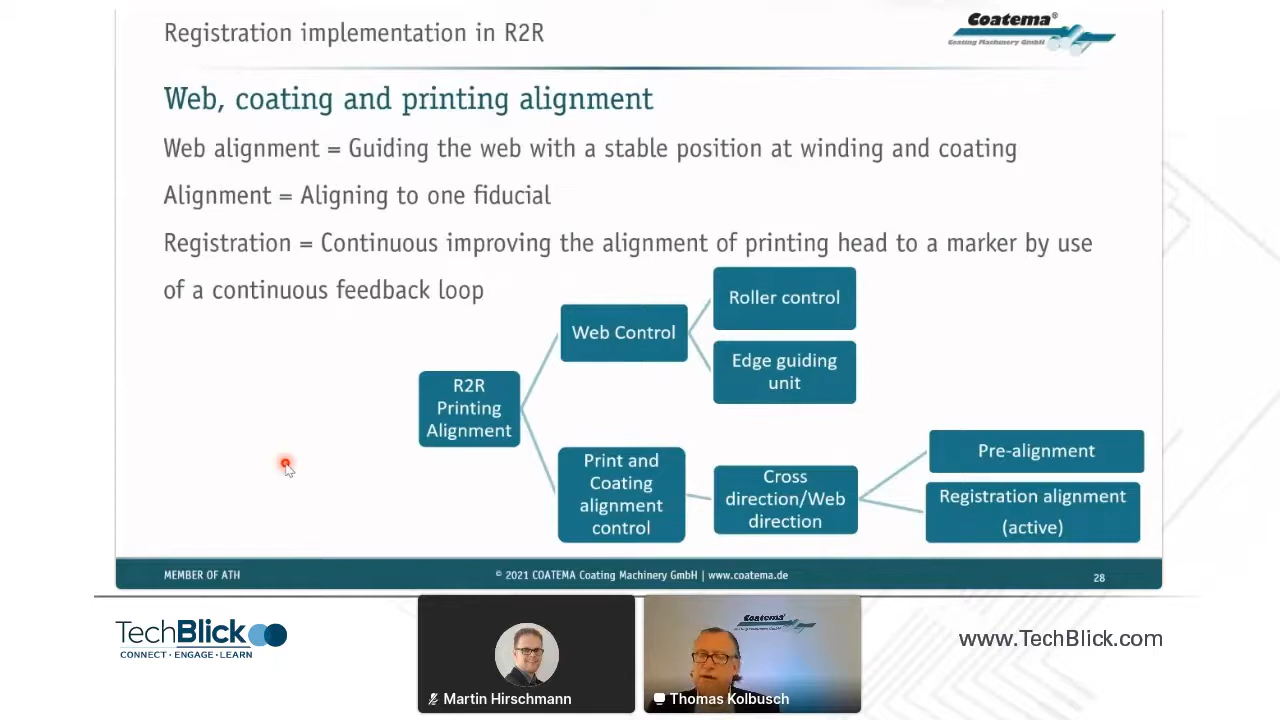 Registration implementation in R2R
Coatema®
Coating Machinery GmbH
Web, coating and printing alignment
Web alignment = Guiding the web with a stable position at winding and coating
Alignment = Aligning to one fiducial
Registration = Continuous improving the alignment of printing head to a marker by use
of a continuous feedback loop
R2R
Printing
Alignment
Web Control
Roller control
Edge guiding
unit
Print and
Coating
alignment
control
Cross
direction/Web
direction
Pre-alignment
Registration alignment
(active)
MEMBER OF ATH
© 2021 COATEMA Coating Machinery GmbH | www.coatema.de
28
TechBlick
CONNECT · ENGAGE · LEARN
Martin Hirschmann
Coatema
Thomas Kolbusch
www.TechBlick.com